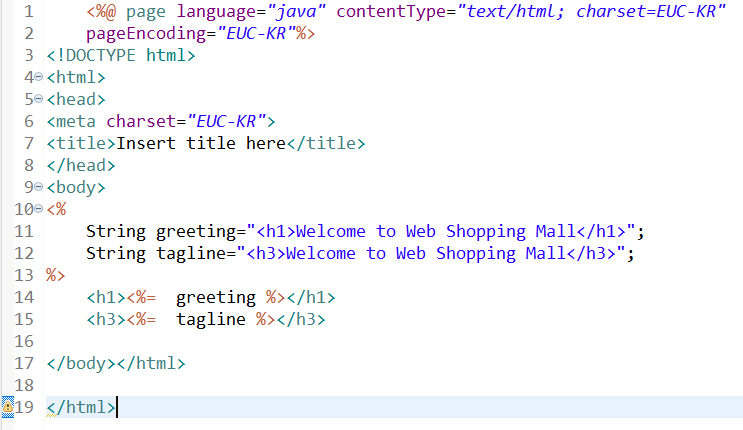 1 <%@ page language="java" contentType="text/html; charset=EUC-KR"
2 pageEncoding="EUC-KR"%>
3 <!DOCTYPE html>
4 <html>
5 <head>
6 <meta charset="EUC-KR">
7 <title>Insert title here</title>
8 </head>
9 <body>
10 <%
11 String greeting="<h1>Welcome to Web Shopping Mall</h1>";
12 String tagline="<h3>Welcome to Web Shopping Mall</h3>";
13 %>
14 <h1><%=  greeting %></h1>
15 <h3><%=  tagline %></h3>
16
17 </body></html>
18
19 </html>